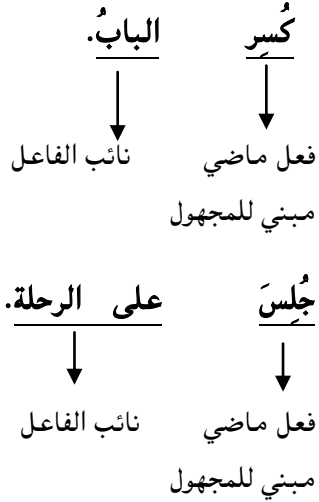 كُسِر البابُ.
فعل ماضي نائب الفاعل
مبني للمجهول
جُلِسَ على الرحلة.
فعل ماضي نائب الفاعل
مبني للمجهول